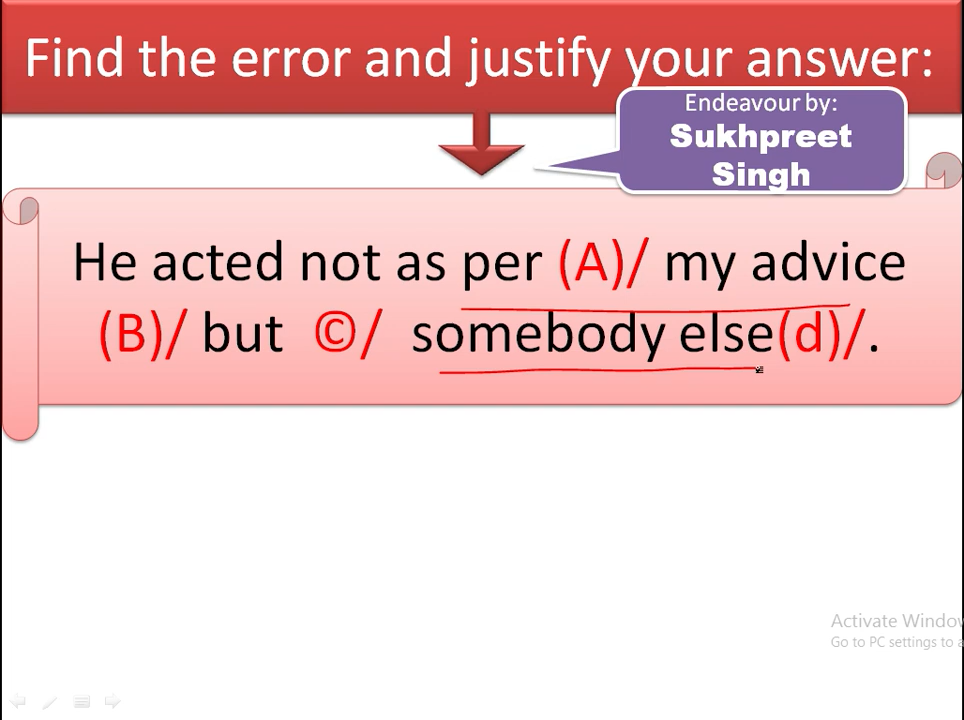 Find the error and justify your answer:
Endeavour by:
Sukhpreet
Singh
He acted not as per (A)/ my advice
(B)/ but ©/ somebody else(d)/.
Activate Window
Go to PC settings to a